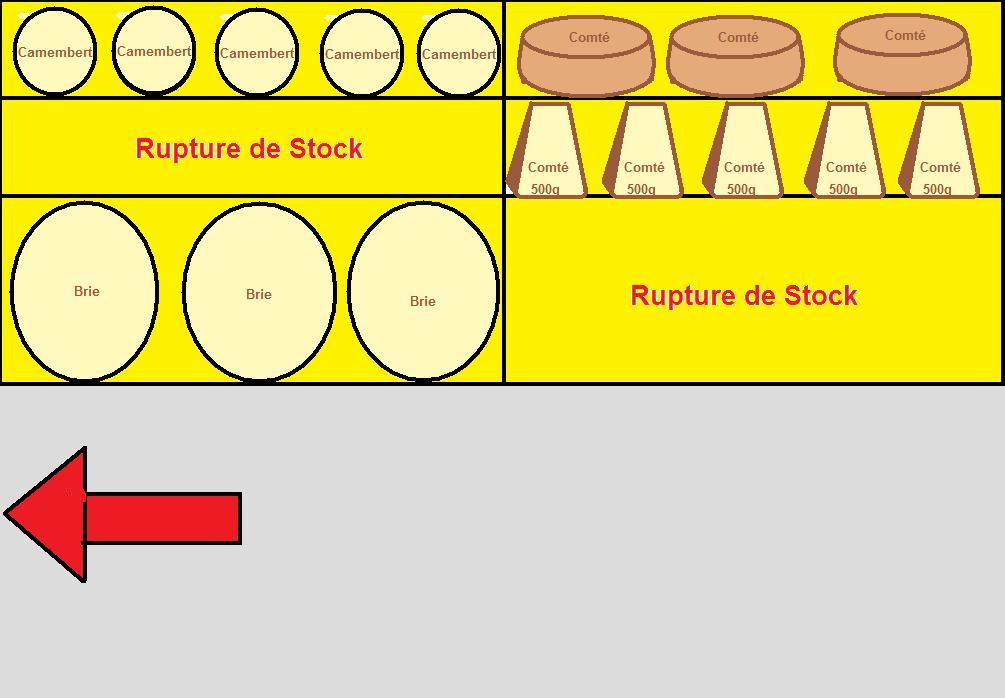 Camembert Camembert Camembert Camembert Camembert
Comté Comté Comté
Rupture de Stock
Comté Comté Comté Comté Comté
500g 500g 500g 500g 500g
Brie Brie Brie
Rupture de Stock